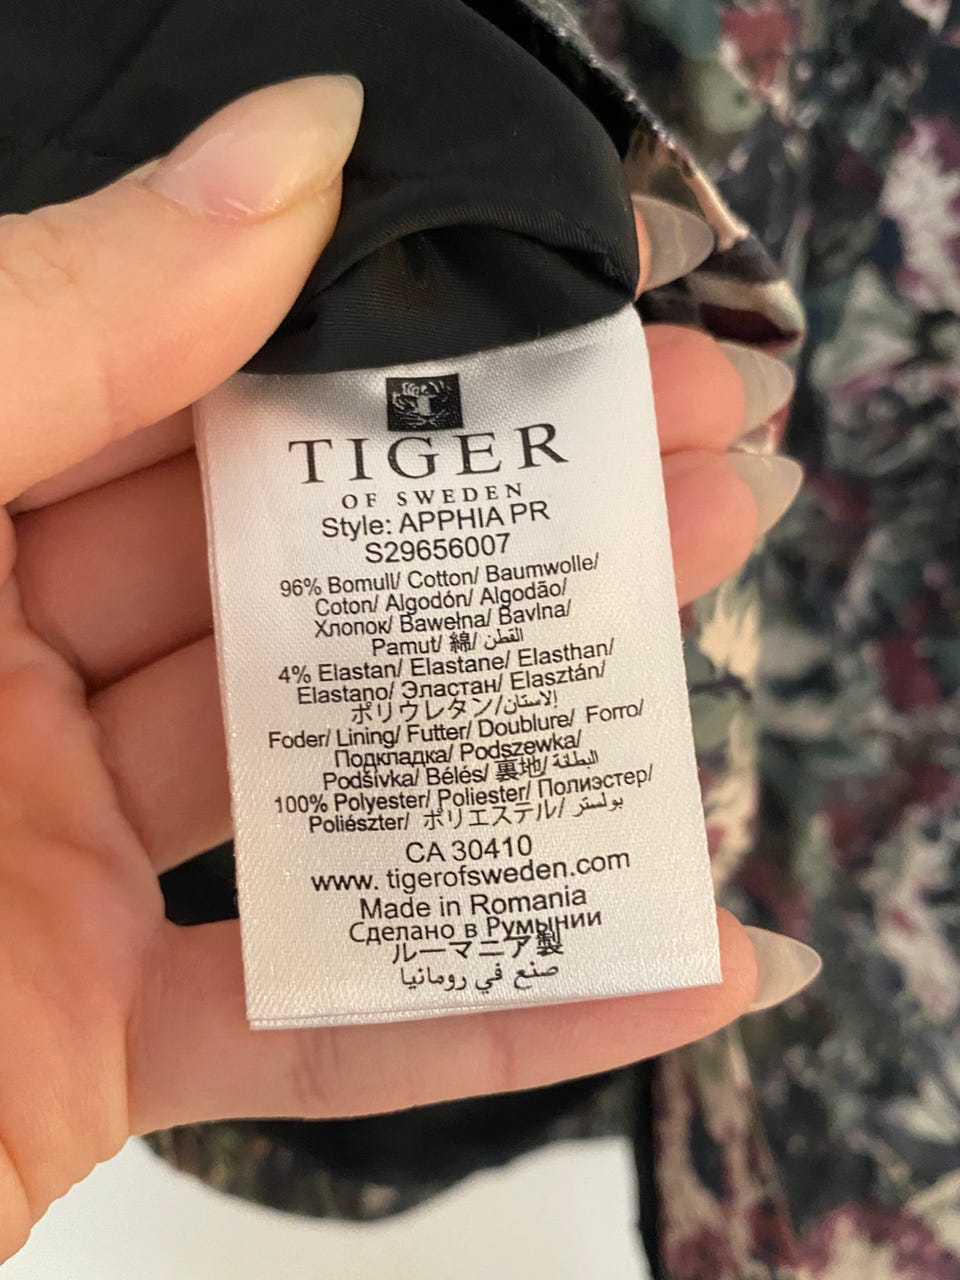 TIGER
OF SWEDEN
Style: APPHIA PR
S29656007
96% Bomull/ Cotton/ Baumwolle/
Coton/ Algodón/ Algodão/
Хлопок/ Bawełna/ Bavlna/
Pamut/ 綿/ القطن
4% Elastan/ Elastane/ Elasthan/
Elastano/ Эластан/ Elasztán/
ポリウレタン/ الاستان
Foder/ Lining/ Futter/ Doublure/ Forro/
Подкладка/ Podszewka/
Podšívka/ Bélés/ 裏地/ البطانة
100% Polyester/ Poliester/ Полиэстер/
Poliészter/ ポリエステル/ بولستر
CA 30410
www. tigerofsweden.com
Made in Romania
Сделано в Румынии
ルーマニア製
صنع في رومانيا